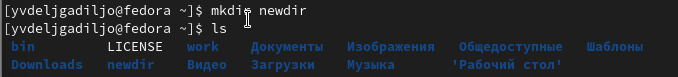 [yvdeljgadiljo@fedora ~]$ mkdir newdir
[yvdeljgadiljo@fedora ~]$ ls
bin LICENSE work Документы Изображения Общедоступные Шаблоны
Downloads newdir Видео Загрузки Музыка 'Рабочий стол'